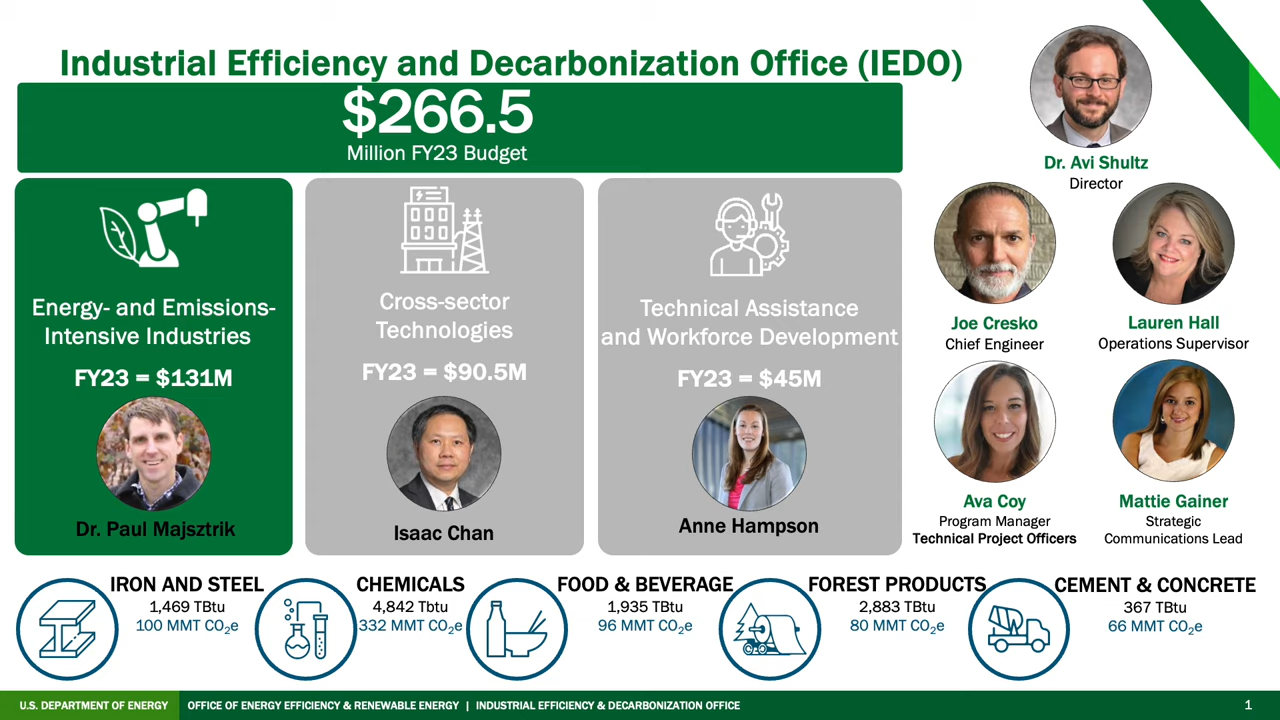 Industrial Efficiency and Decarbonization Office (IEDO)
$266.5
Million FY23 Budget
Energy- and Emissions-
Intensive Industries
FY23 = $131M
Dr. Paul Majsztrik
Cross-sector
Technologies
FY23 = $90.5M
Isaac Chan
Technical Assistance
and Workforce Development
FY23 = $45M
Anne Hampson
Dr. Avi Shultz
Director
Joe Cresko
Chief Engineer
Lauren Hall
Operations Supervisor
Ava Coy
Program Manager
Technical Project Officers
Mattie Gainer
Strategic
Communications Lead
IRON AND STEEL
1,469 TBtu
100 MMT CO₂e
CHEMICALS
4,842 Tbtu
332 MMT CO₂e
FOOD & BEVERAGE
1,935 TBtu
96 MMT CO₂e
FOREST PRODUCTS
2,883 TBtu
80 MMT CO₂e
CEMENT & CONCRETE
367 TBtu
66 MMT CO₂e
U.S. DEPARTMENT OF ENERGY OFFICE OF ENERGY EFFICIENCY & RENEWABLE ENERGY | INDUSTRIAL EFFICIENCY & DECARBONIZATION OFFICE 1